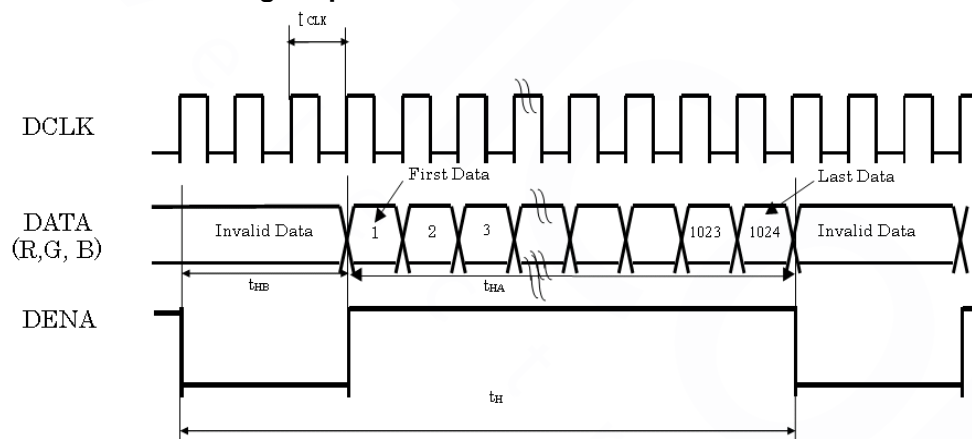 t CLK
DCLK
First Data
Last Data
DATA
(R,G, B)
Invalid Data
1
2
3
1023
1024
Invalid Data
tHB
tHA
DENA
tH